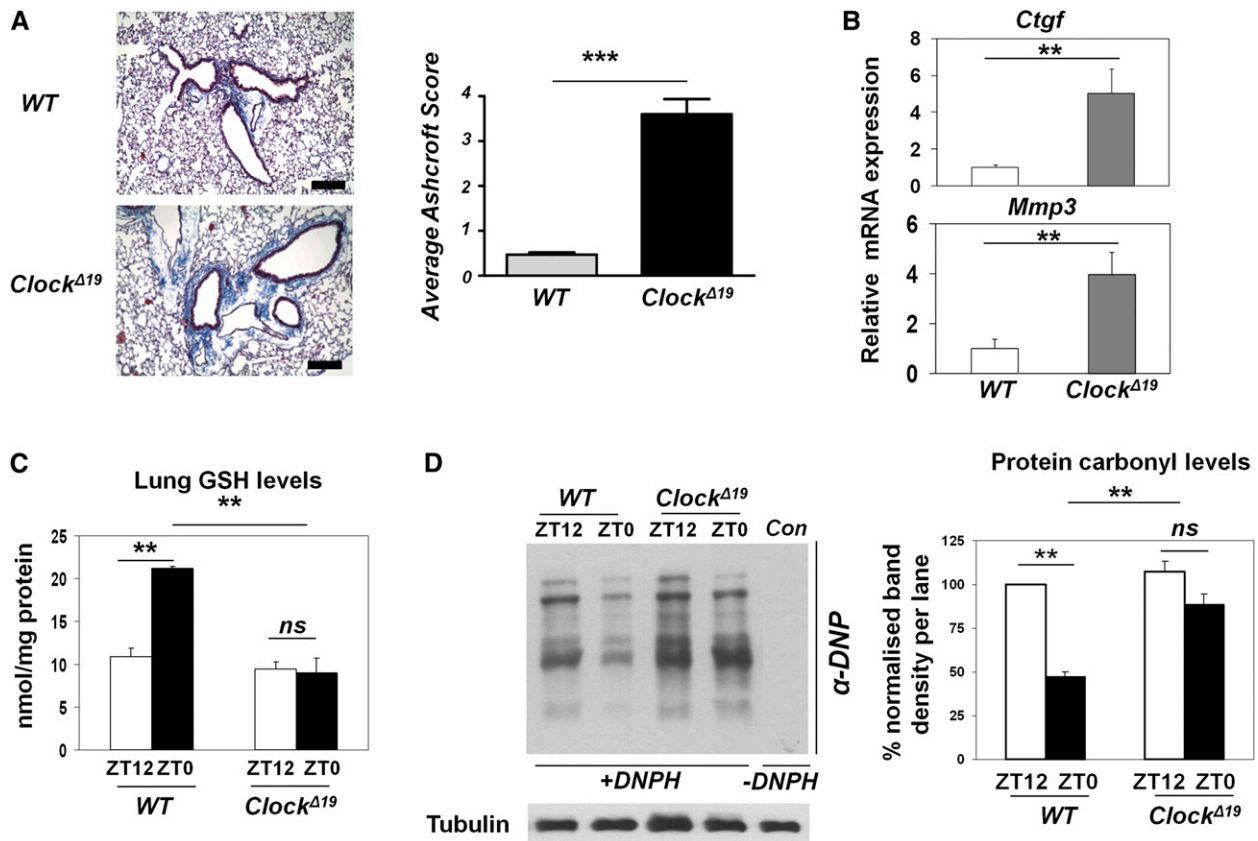 A
WT
Clock^Δ19
Average Ashcroft Score
4
3
2
1
0
***
WT
Clock^Δ19
B
Relative mRNA expression
Ctgf
8
6
4
2
0
**
Mmp3
6
4
2
0
**
WT
Clock^Δ19
C
Lung GSH levels
**
nmol/mg protein
25
20
15
10
5
0
**
ns
ZT12 ZT0 ZT12 ZT0
WT Clock^Δ19
D
WT Clock^Δ19
ZT12 ZT0 ZT12 ZT0 Con
α-DNP
+DNPH -DNPH
Tubulin
Protein carbonyl levels
**
% normalised band
density per lane
125
100
75
50
25
0
**
ns
ZT12 ZT0 ZT12 ZT0
WT Clock^Δ19